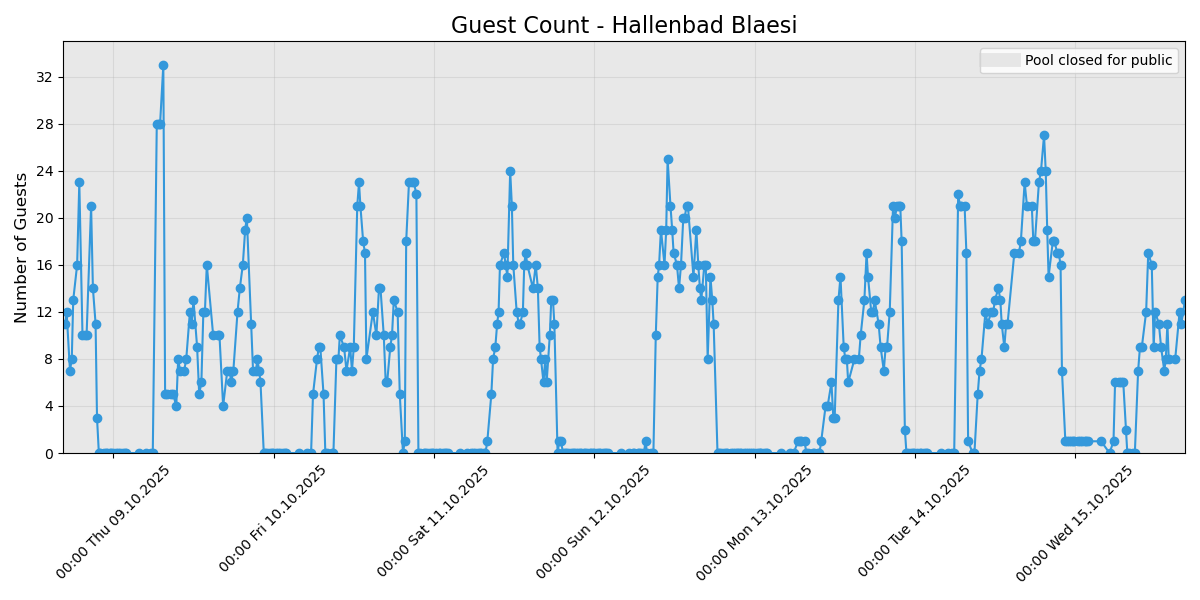 Guest Count - Hallenbad Blaesi
Pool closed for public
Number of Guests
32
28
24
20
16
12
8
4
0
00:00 Thu 09.10.2025
00:00 Fri 10.10.2025
00:00 Sat 11.10.2025
00:00 Sun 12.10.2025
00:00 Mon 13.10.2025
00:00 Tue 14.10.2025
00:00 Wed 15.10.2025